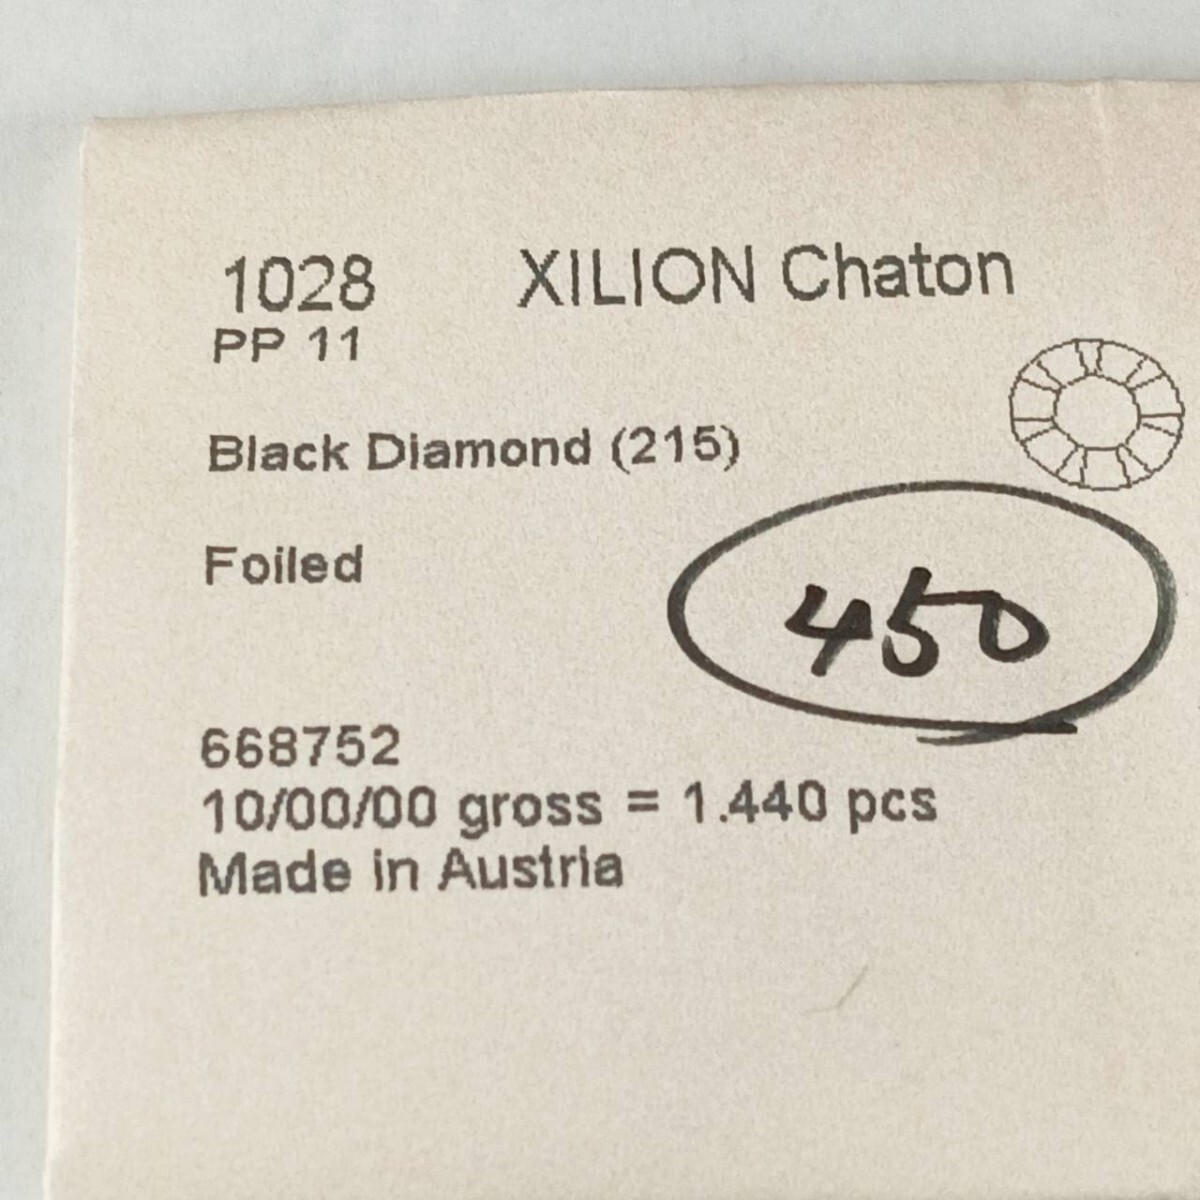 1028 XILION Chaton
PP 11
Black Diamond (215)
Foiled
450
668752
10/00/00 gross = 1.440 pcs
Made in Austria